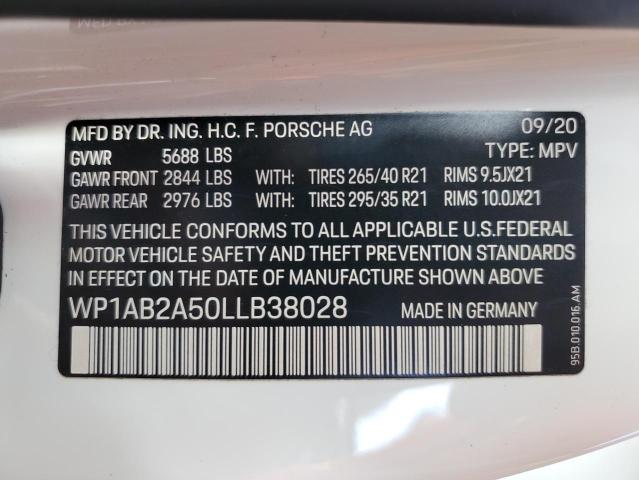 MFD BY DR. ING. H.C. F. PORSCHE AG 09/20
GVWR 5688 LBS TYPE: MPV
GAWR FRONT 2844 LBS WITH: TIRES 265/40 R21 RIMS 9.5JX21
GAWR REAR 2976 LBS WITH: TIRES 295/35 R21 RIMS 10.0JX21
THIS VEHICLE CONFORMS TO ALL APPLICABLE U.S.FEDERAL
MOTOR VEHICLE SAFETY AND THEFT PREVENTION STANDARDS
IN EFFECT ON THE DATE OF MANUFACTURE SHOWN ABOVE
WP1AB2A50LLB38028 MADE IN GERMANY
95B.010.016.AM